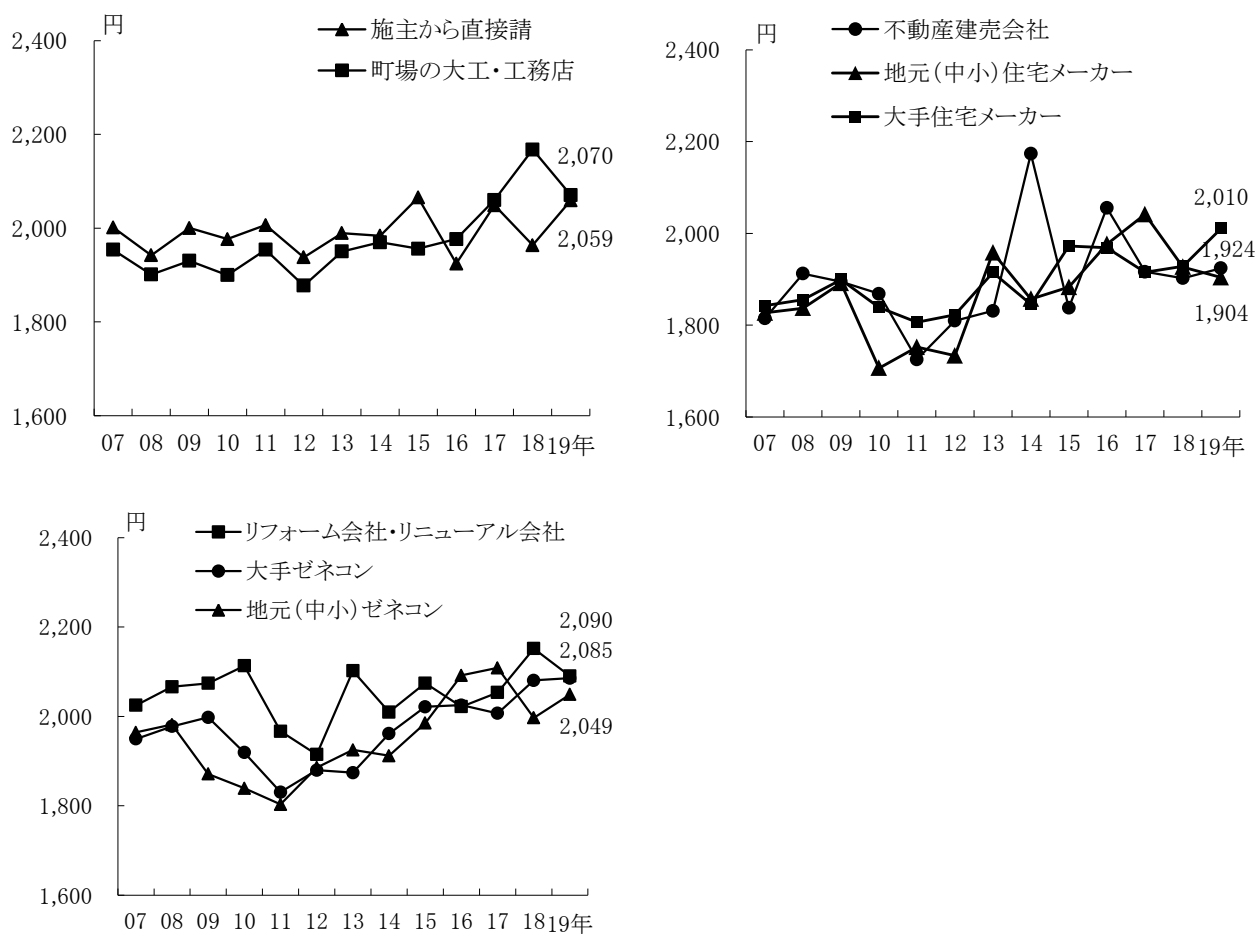 円
2,400
2,200
2,000
1,800
1,600
施主から直接請
町場の大工・工務店
2,070
2,059
07 08 09 10 11 12 13 14 15 16 17 18 19年
円
2,400
2,200
2,000
1,800
1,600
不動産建売会社
地元(中小)住宅メーカー
大手住宅メーカー
2,010
1,924
1,904
07 08 09 10 11 12 13 14 15 16 17 18 19年
円
2,400
2,200
2,000
1,800
1,600
リフォーム会社・リニューアル会社
大手ゼネコン
地元(中小)ゼネコン
2,090
2,085
2,049
07 08 09 10 11 12 13 14 15 16 17 18 19年